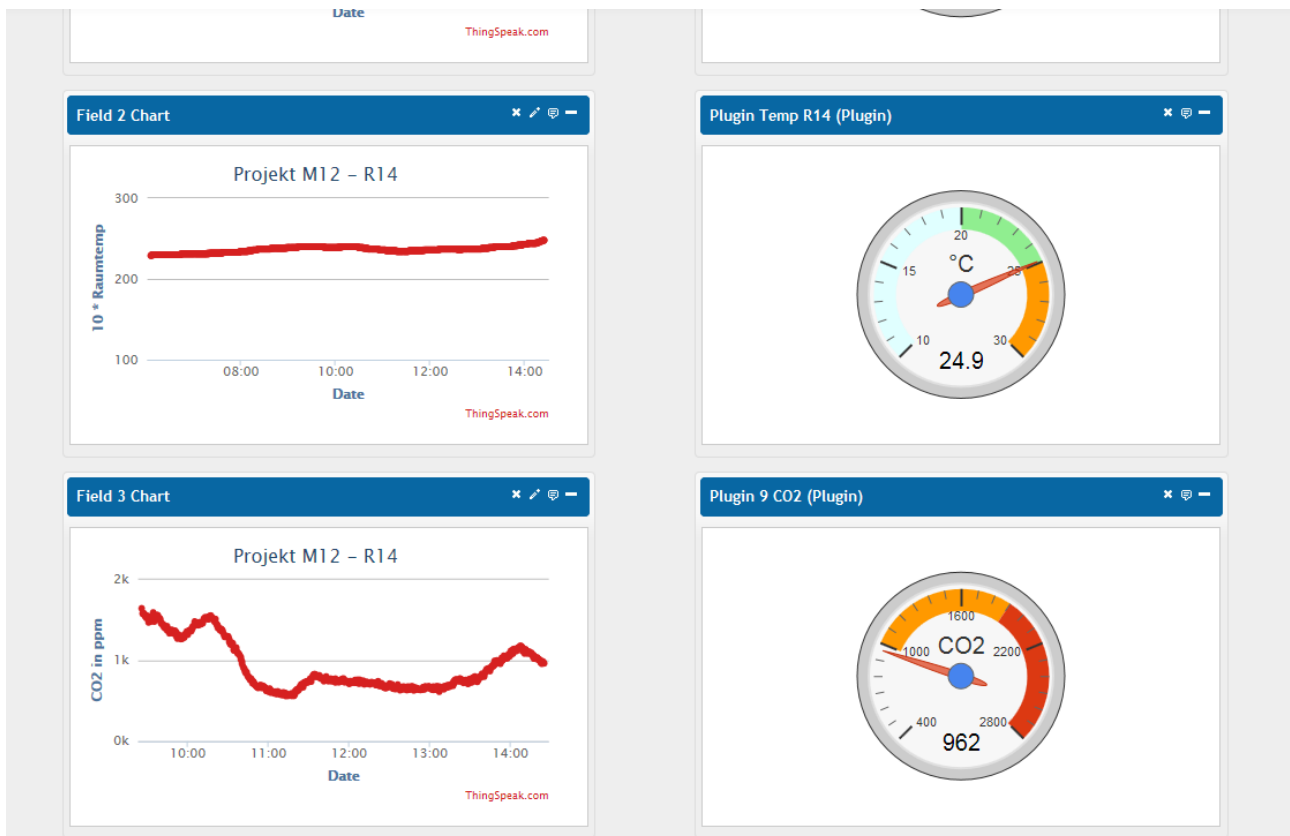 Date
ThingSpeak.com
Field 2 Chart
Projekt M12 – R14
300
200
100
10 * Raumtemp
08:00 10:00 12:00 14:00
Date
ThingSpeak.com
Plugin Temp R14 (Plugin)
20
°C
15 25
10 30
24.9
Field 3 Chart
Projekt M12 – R14
2k
1k
0k
CO2 in ppm
10:00 11:00 12:00 13:00 14:00
Date
ThingSpeak.com
Plugin 9 CO2 (Plugin)
1600
1000 CO2 2200
400 2800
962